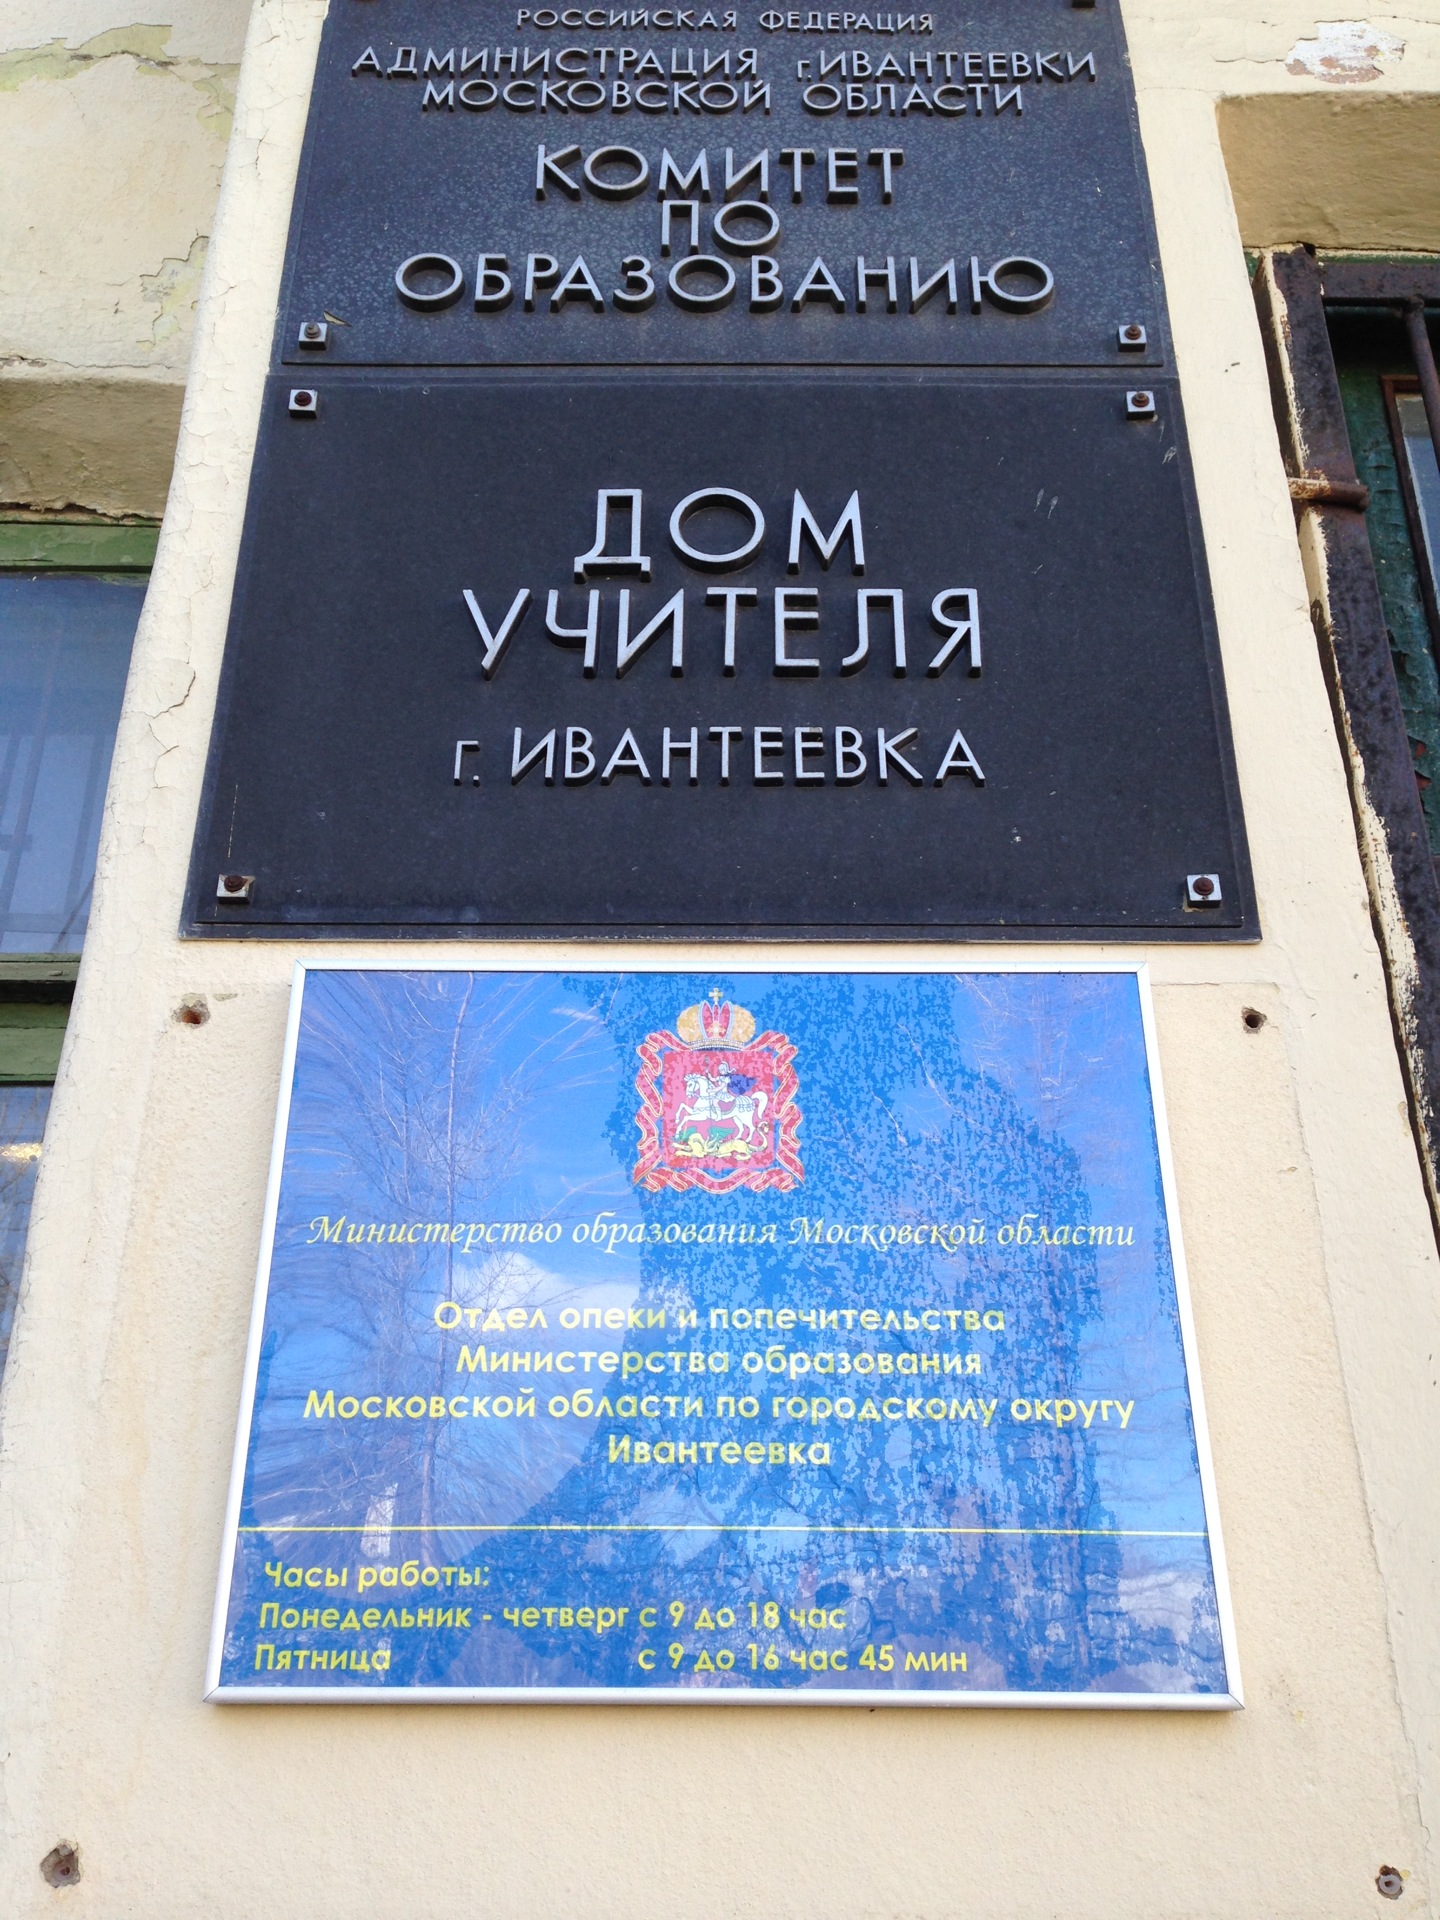 РОССИЙСКАЯ ФЕДЕРАЦИЯ
АДМИНИСТРАЦИЯ г. ИВАНТЕЕВКИ
МОСКОВСКОЙ ОБЛАСТИ
КОМИТЕТ
ПО
ОБРАЗОВАНИЮ
ДОМ
УЧИТЕЛЯ
г. ИВАНТЕЕВКА
Министерство образования Московской области
Отдел опеки и попечительства
Министерства образования
Московской области по городскому округу
Ивантеевка
Часы работы:
Понедельник - четверг с 9 до 18 час
Пятница с 9 до 16 час 45 мин